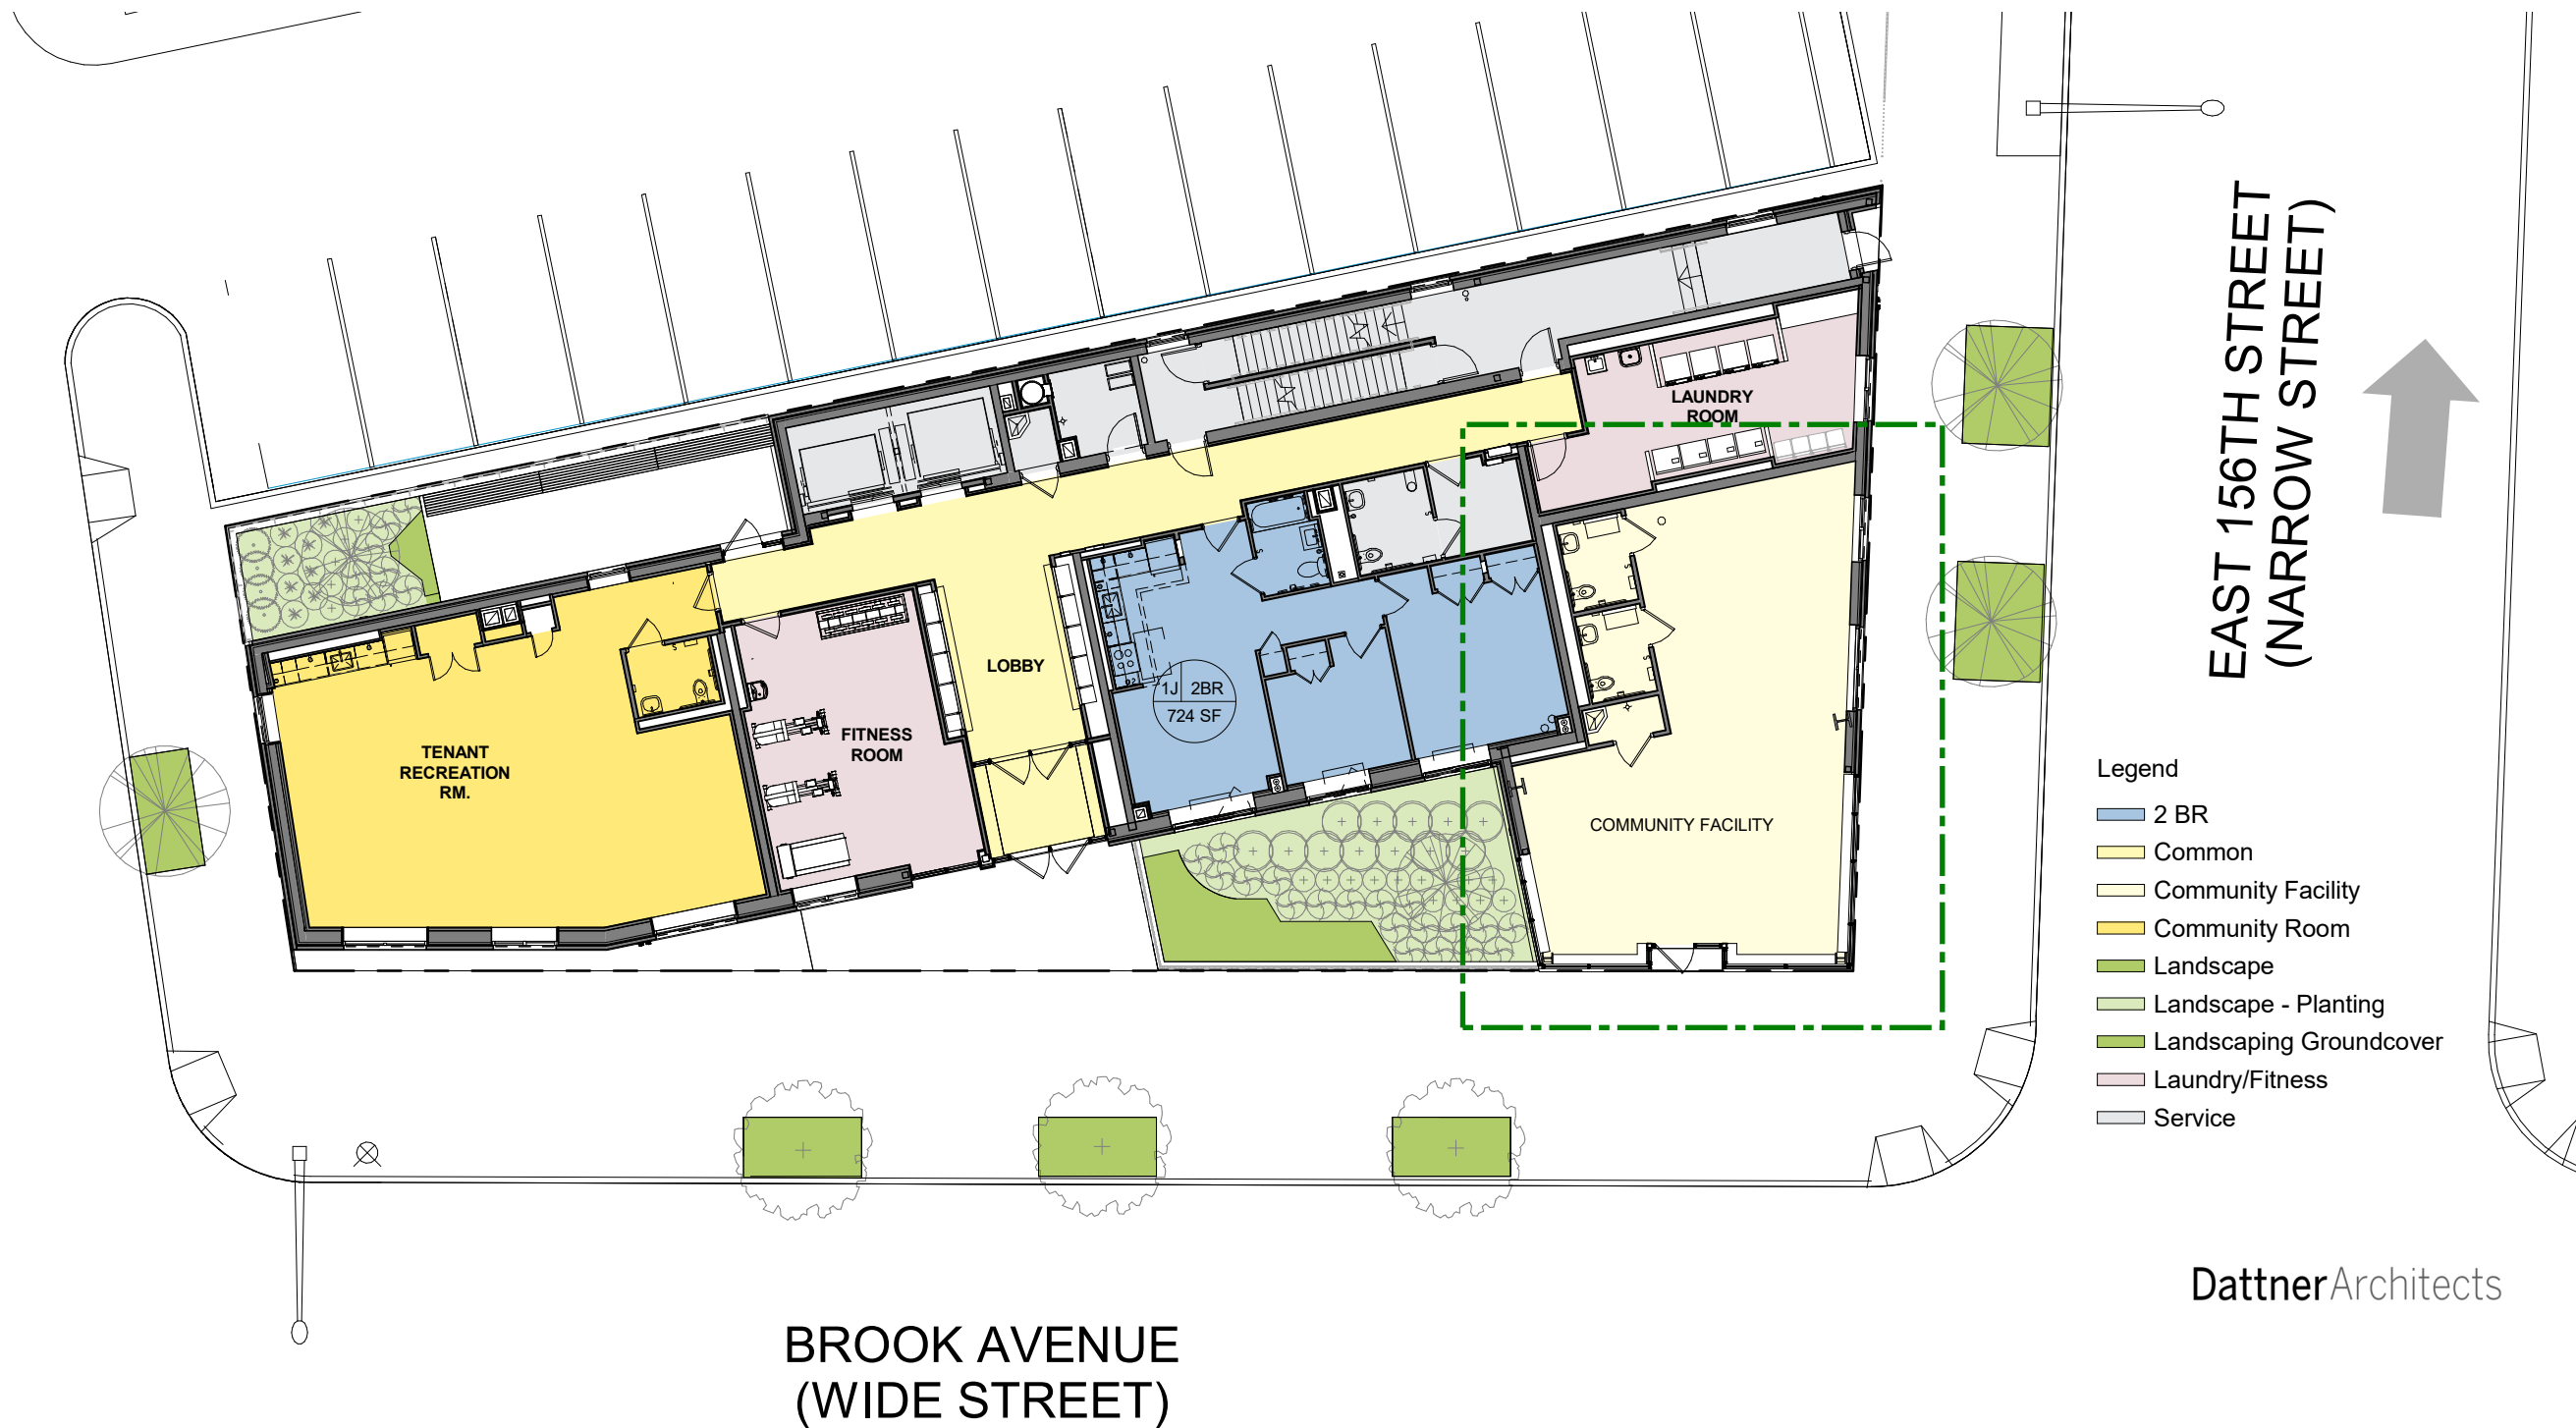 EAST 156TH STREET
(NARROW STREET)
LAUNDRY
ROOM
LOBBY
1J 2BR
724 SF
FITNESS
ROOM
TENANT
RECREATION
RM.
COMMUNITY FACILITY
Legend
2 BR
Common
Community Facility
Community Room
Landscape
Landscape - Planting
Landscaping Groundcover
Laundry/Fitness
Service
DattnerArchitects
BROOK AVENUE
(WIDE STREET)